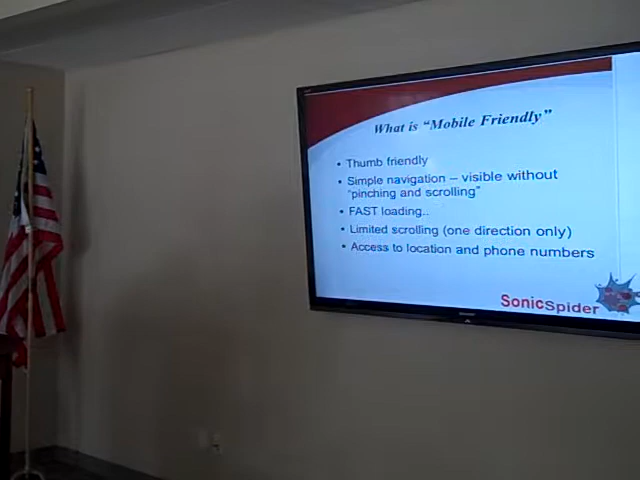 What is “Mobile Friendly”
• Thumb friendly
• Simple navigation – visible without
“pinching and scrolling”
• FAST loading..
• Limited scrolling (one direction only)
• Access to location and phone numbers
SonicSpider